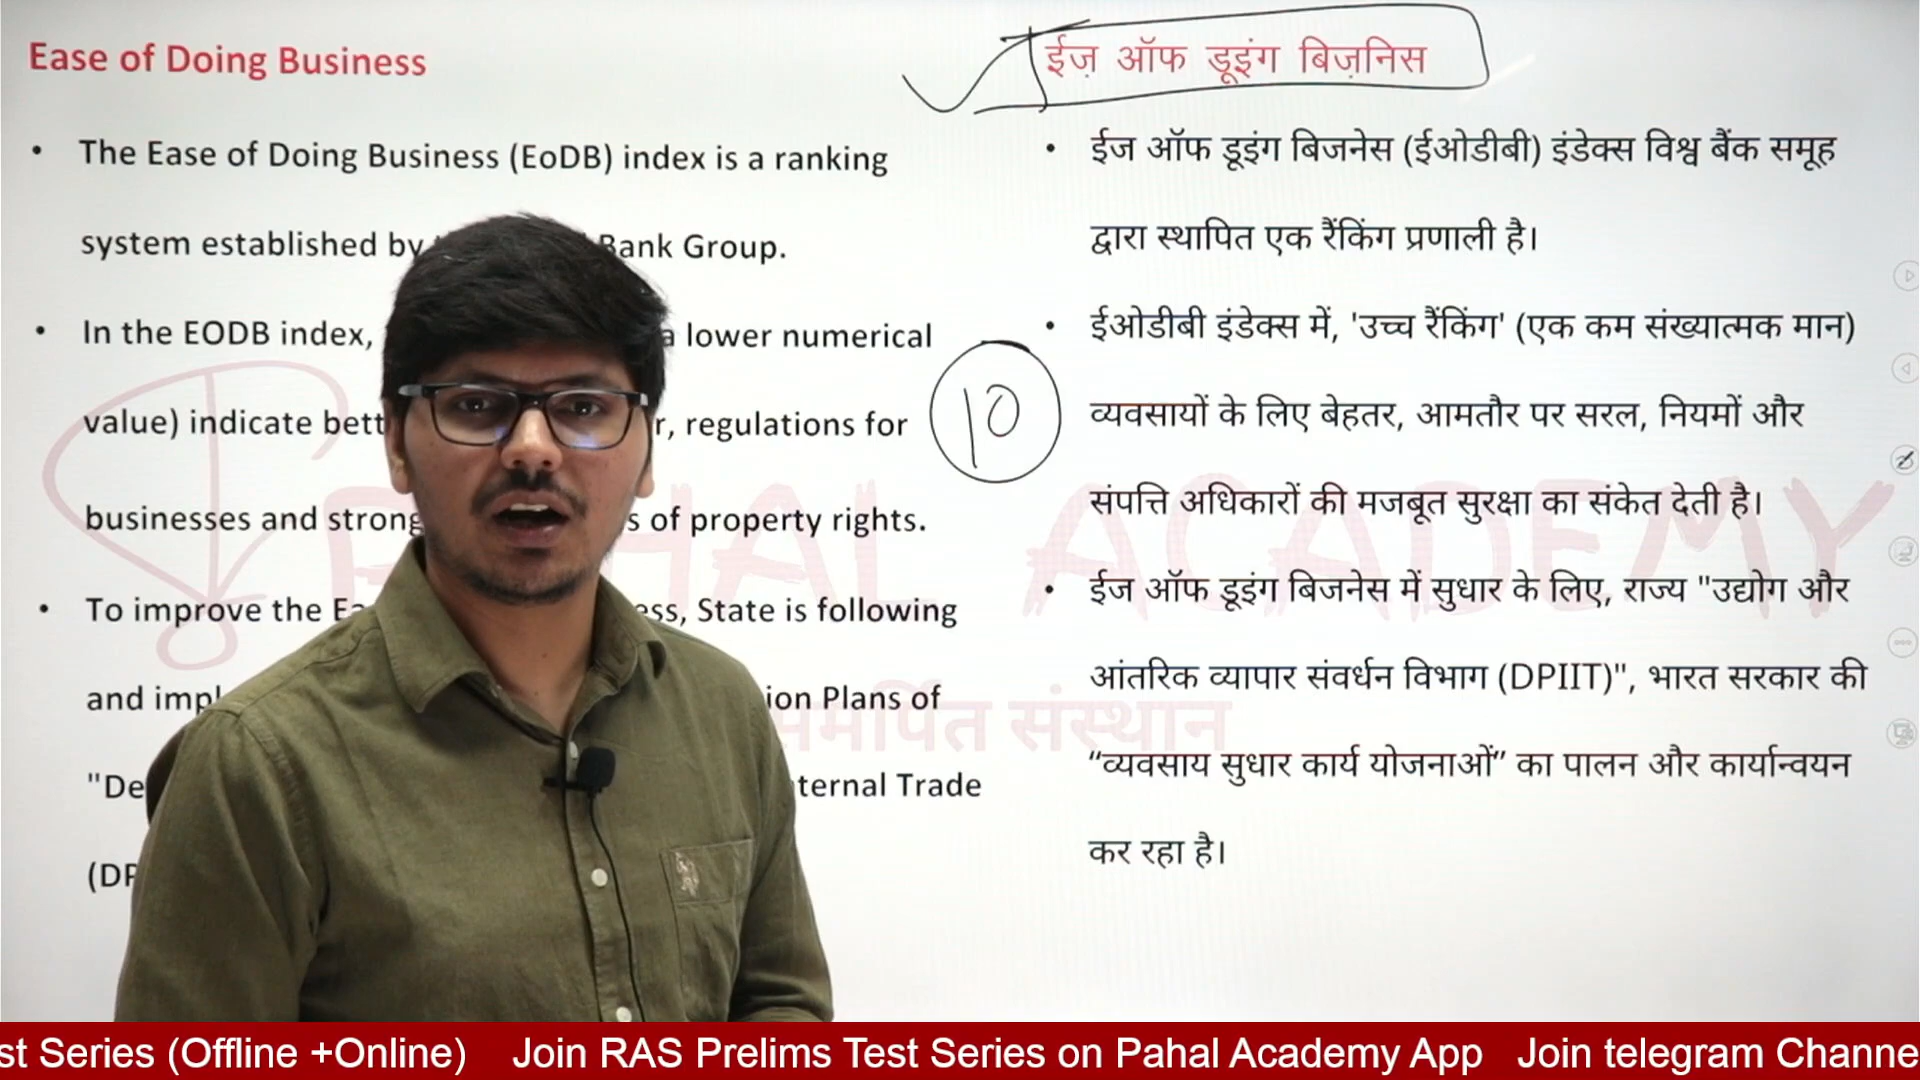 Ease of Doing Business
• The Ease of Doing Business (EoDB) index is a ranking
system established by Bank Group.
• In the EODB index, a lower numerical
value) indicate r, regulations for
businesses and s of property rights.
• To improve the State is following
and ion Plans of
"De ternal Trade
(DP
ईज़ ऑफ डूइंग बिज़निस
• ईज ऑफ डूइंग बिजनेस (ईओडीबी) इंडेक्स विश्व बैंक समूह
द्वारा स्थापित एक रैंकिंग प्रणाली है।
• ईओडीबी इंडेक्स में, 'उच्च रैंकिंग' (एक कम संख्यात्मक मान)
व्यवसायों के लिए बेहतर, आमतौर पर सरल, नियमों और
संपत्ति अधिकारों की मजबूत सुरक्षा का संकेत देती है।
• ईज ऑफ डूइंग बिजनेस में सुधार के लिए, राज्य "उद्योग और
आंतरिक व्यापार संवर्धन विभाग (DPIIT)", भारत सरकार की
“व्यवसाय सुधार कार्य योजनाओं” का पालन और कार्यान्वयन
कर रहा है।
10
PAHAL ACADEMY
समर्पित संस्थान
st Series (Offline +Online) Join RAS Prelims Test Series on Pahal Academy App Join telegram Channe